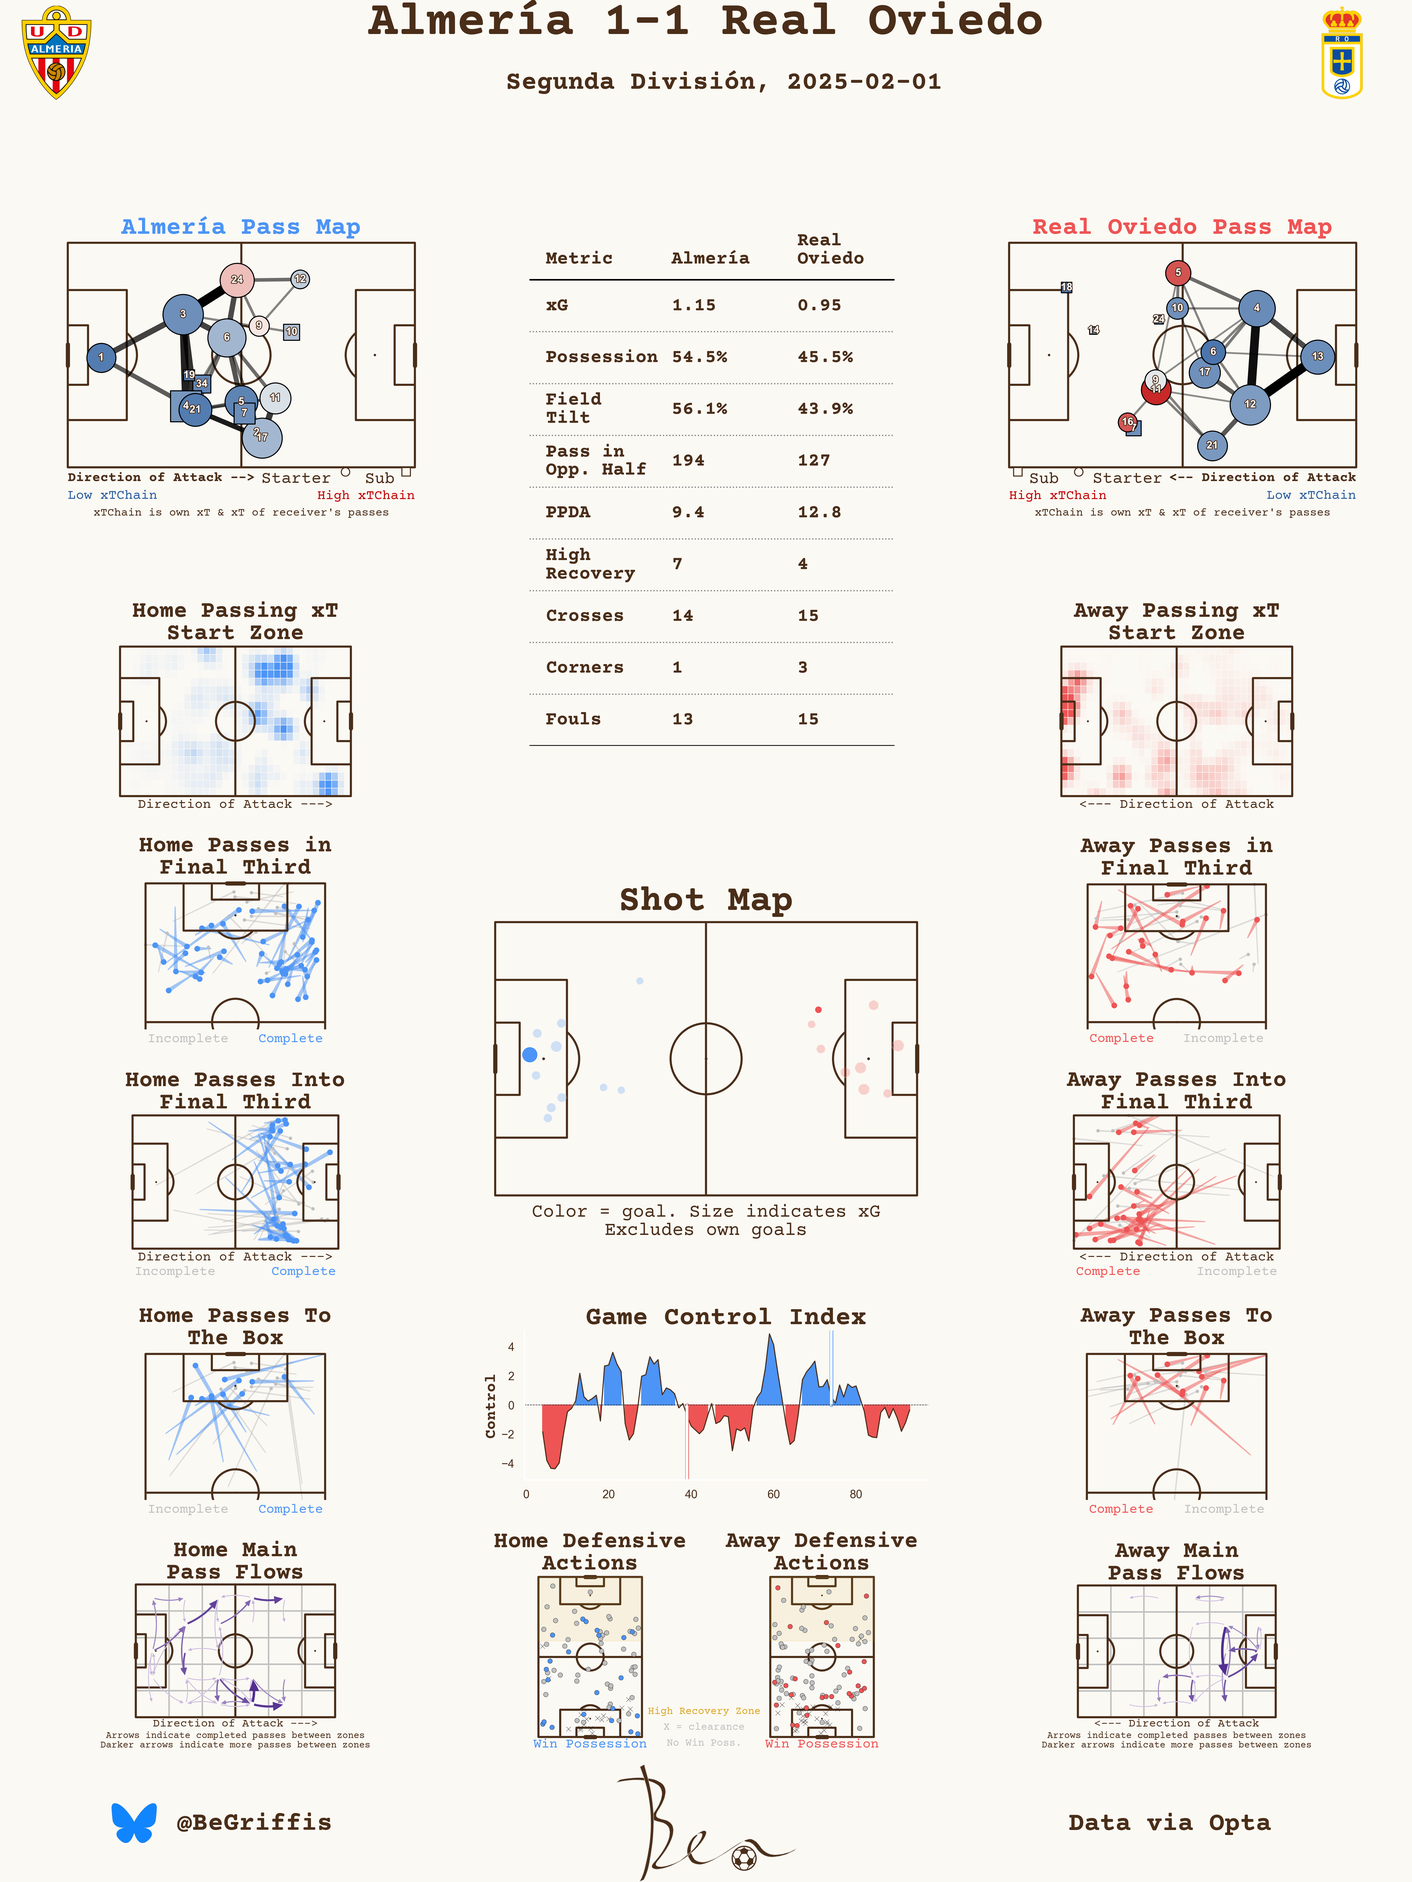 Almería 1-1 Real Oviedo
Segunda División, 2025-02-01
U D
ALMERIA
R O
Almería Pass Map
24
12
3
9
10
6
1
19
34
4
21
5
11
7
2
17
Direction of Attack --> Starter Sub
Low xTChain High xTChain
xTChain is own xT & xT of receiver's passes
Metric Almería Real Oviedo
xG 1.15 0.95
Possession 54.5% 45.5%
Field Tilt 56.1% 43.9%
Pass in Opp. Half 194 127
PPDA 9.4 12.8
High Recovery 7 4
Crosses 14 15
Corners 1 3
Fouls 13 15
Real Oviedo Pass Map
5
18
10
4
24
14
6
13
17
9
11
12
16
7
21
Sub Starter <-- Direction of Attack
High xTChain Low xTChain
xTChain is own xT & xT of receiver's passes
Home Passing xT
Start Zone
Direction of Attack --->
Away Passing xT
Start Zone
<--- Direction of Attack
Home Passes in
Final Third
Incomplete Complete
Away Passes in
Final Third
Complete Incomplete
Shot Map
Color = goal. Size indicates xG
Excludes own goals
Home Passes Into
Final Third
Direction of Attack --->
Incomplete Complete
Away Passes Into
Final Third
<--- Direction of Attack
Complete Incomplete
Home Passes To
The Box
Incomplete Complete
Game Control Index
Control
4
2
0
−2
−4
0 20 40 60 80
Away Passes To
The Box
Complete Incomplete
Home Main
Pass Flows
Direction of Attack --->
Arrows indicate completed passes between zones
Darker arrows indicate more passes between zones
Home Defensive
Actions
Win Possession
Away Defensive
Actions
Win Possession
High Recovery Zone
X = clearance
No Win Poss.
Away Main
Pass Flows
<--- Direction of Attack
Arrows indicate completed passes between zones
Darker arrows indicate more passes between zones
@BeGriffis
Ben
Data via Opta